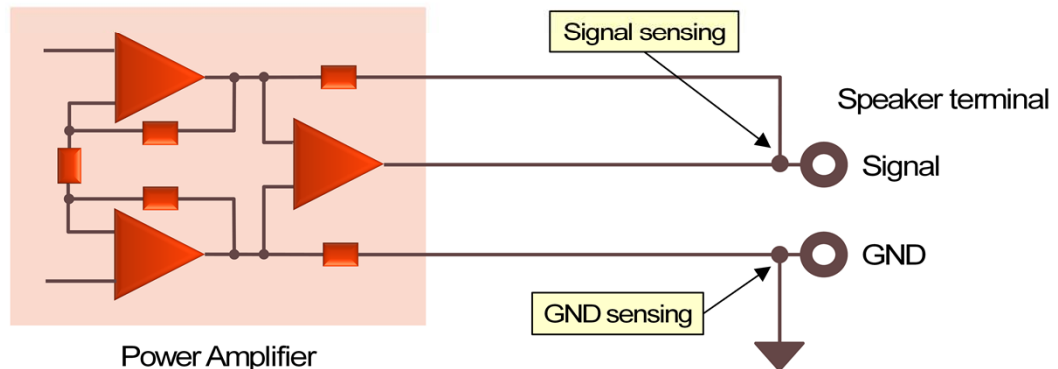 Signal sensing
Speaker terminal
Signal
GND
GND sensing
Power Amplifier